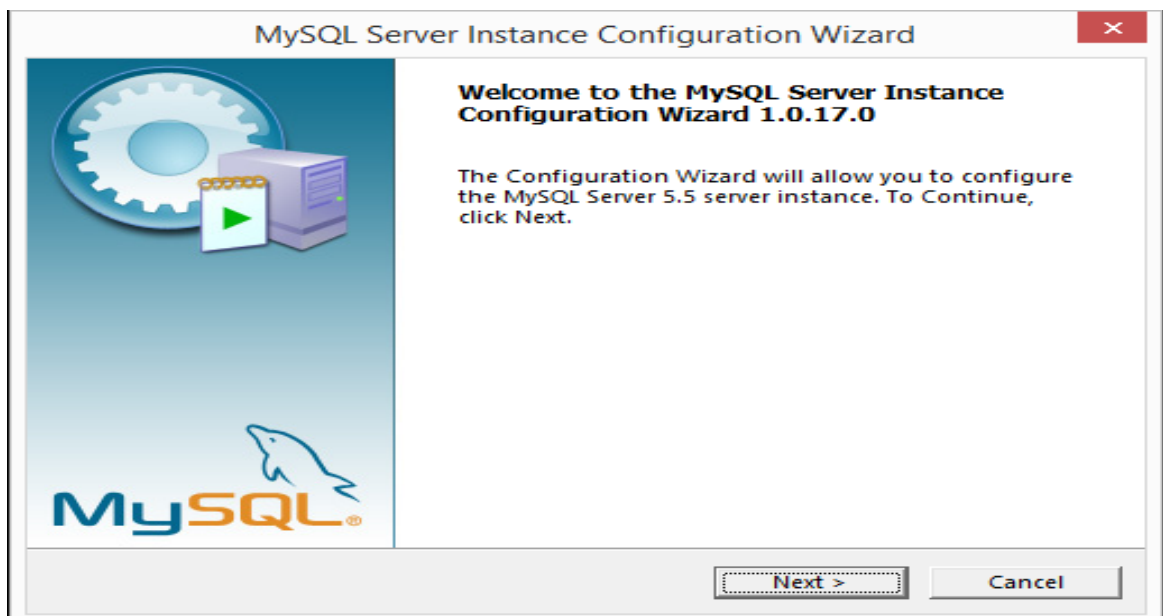 MySQL Server Instance Configuration Wizard
Welcome to the MySQL Server Instance
Configuration Wizard 1.0.17.0
The Configuration Wizard will allow you to configure
the MySQL Server 5.5 server instance. To Continue,
click Next.
MySQL®
Next >
Cancel